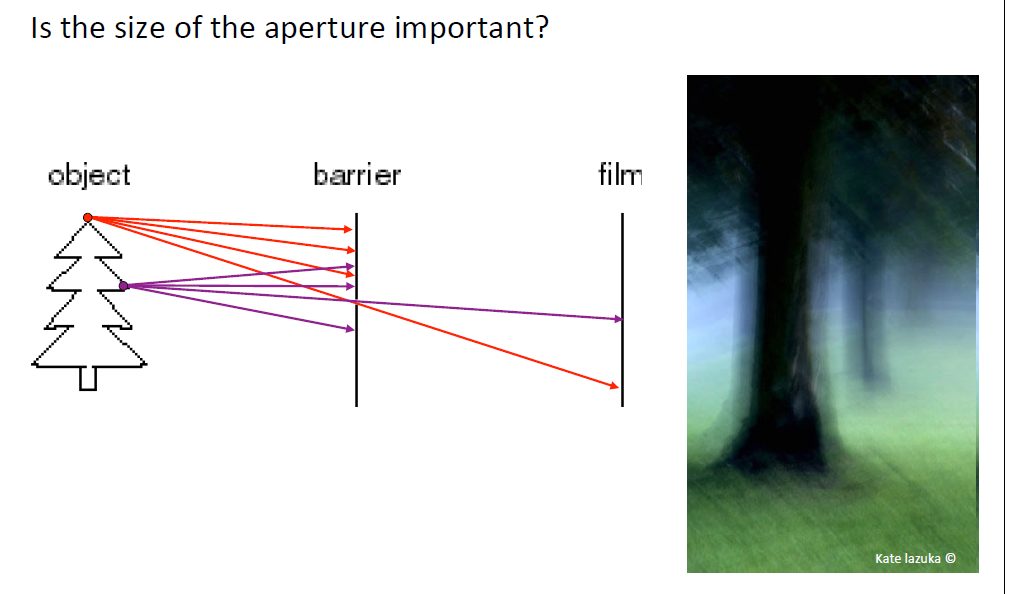 Is the size of the aperture important?
object barrier film
Kate lazuka ©